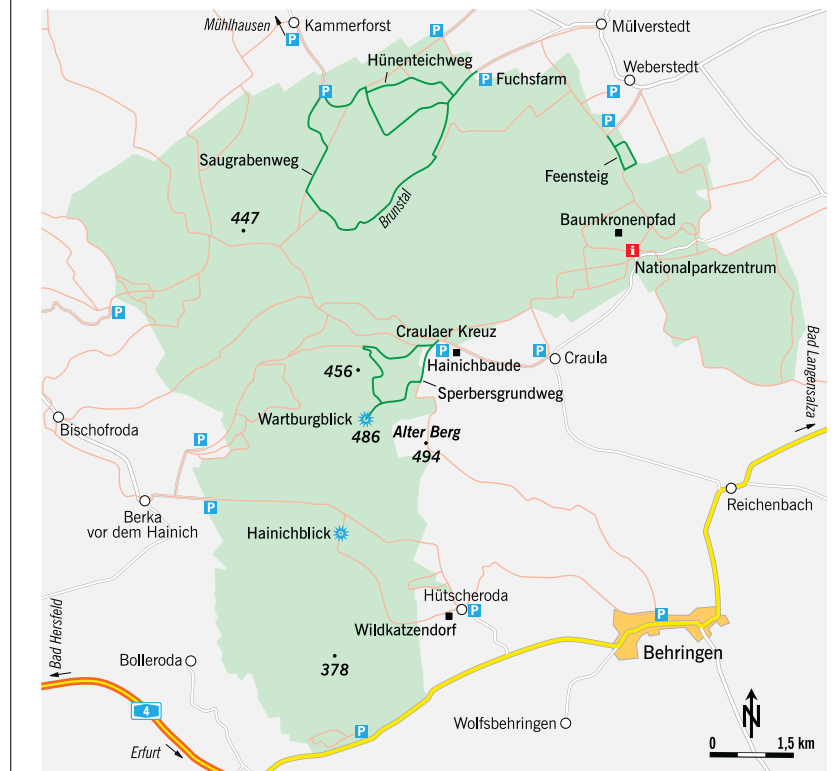 Mühlhausen
Kammerforst
P
P
P
Mülverstedt
Hünenteichweg
Weberstedt
P
Fuchsfarm
P
P
P
Saugrabenweg
Feensteig
Brunstal
Baumkronenpfad
447
i
Nationalparkzentrum
P
Craulaer Kreuz
P
P
Hainichbaude
Craula
Bad Langensalza
456
Sperbersgrundweg
Wartburgblick
486
Alter Berg
494
Bischofroda
P
Reichenbach
Berka
vor dem Hainich
P
Hainichblick
Hütscheroda
P
P
Wildkatzendorf
Bad Hersfeld
Behringen
Bolleroda
378
4
P
Wolfsbehringen
N
Erfurt
0 1,5 km